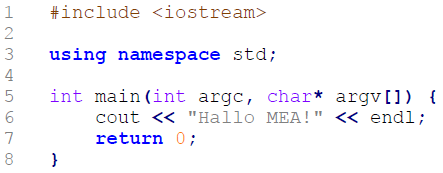 1 #include <iostream>
2
3 using namespace std;
4
5 int main(int argc, char* argv[]) {
6     cout << "Hallo MEA!" << endl;
7     return 0;
8 }